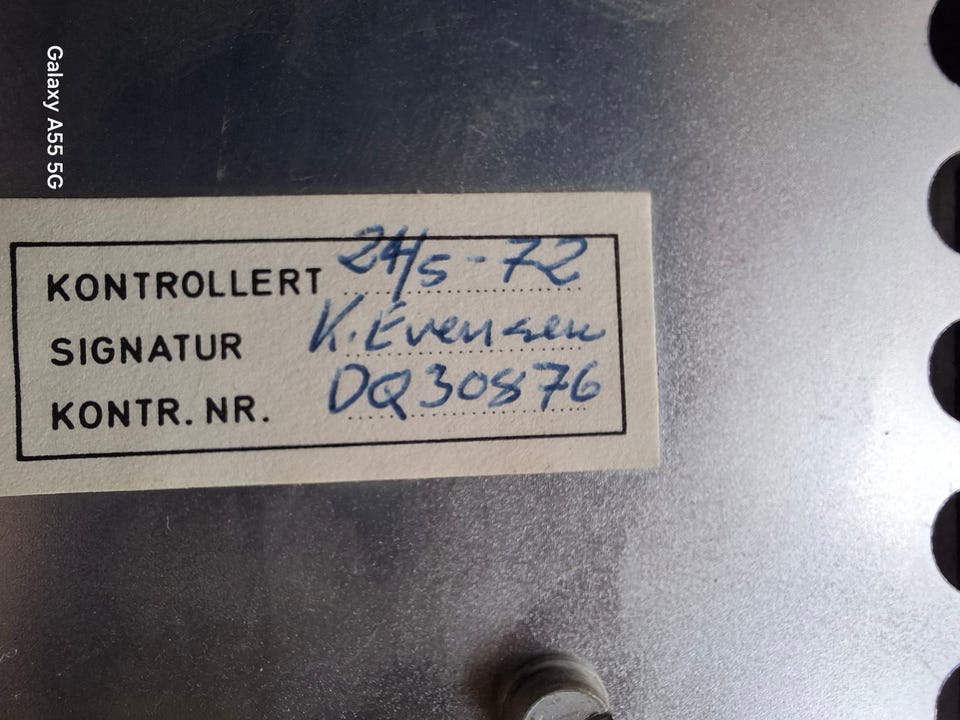 KONTROLLERT 24/5-72
SIGNATUR K. Evensen
KONTR. NR. DQ30876
Galaxy A55 5G